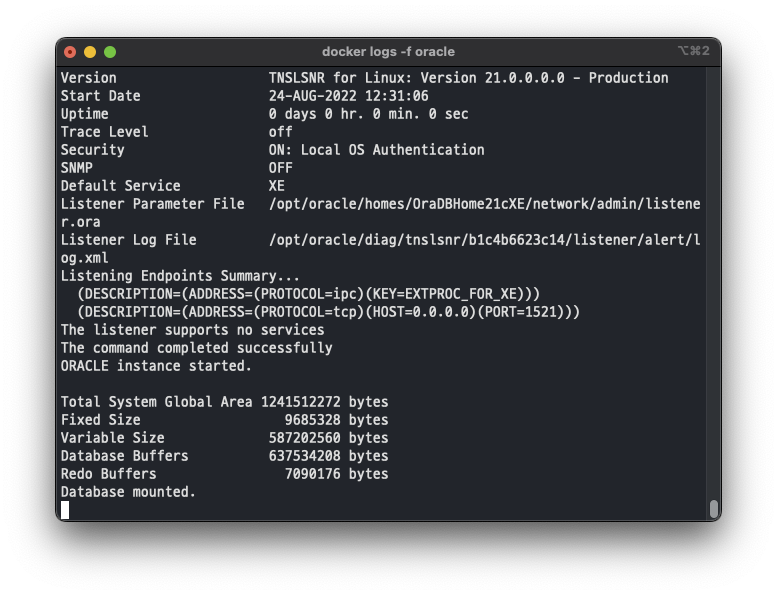 docker logs -f oracle ⌥⌘2
Version                   TNSLSNR for Linux: Version 21.0.0.0.0 - Production
Start Date                24-AUG-2022 12:31:06
Uptime                    0 days 0 hr. 0 min. 0 sec
Trace Level               off
Security                  ON: Local OS Authentication
SNMP                      OFF
Default Service           XE
Listener Parameter File   /opt/oracle/homes/OraDBHome21cXE/network/admin/listene
r.ora
Listener Log File         /opt/oracle/diag/tnslsnr/b1c4b6623c14/listener/alert/l
og.xml
Listening Endpoints Summary...
  (DESCRIPTION=(ADDRESS=(PROTOCOL=ipc)(KEY=EXTPROC_FOR_XE)))
  (DESCRIPTION=(ADDRESS=(PROTOCOL=tcp)(HOST=0.0.0.0)(PORT=1521)))
The listener supports no services
The command completed successfully
ORACLE instance started.

Total System Global Area 1241512272 bytes
Fixed Size                  9685328 bytes
Variable Size             587202560 bytes
Database Buffers          637534208 bytes
Redo Buffers                7090176 bytes
Database mounted.